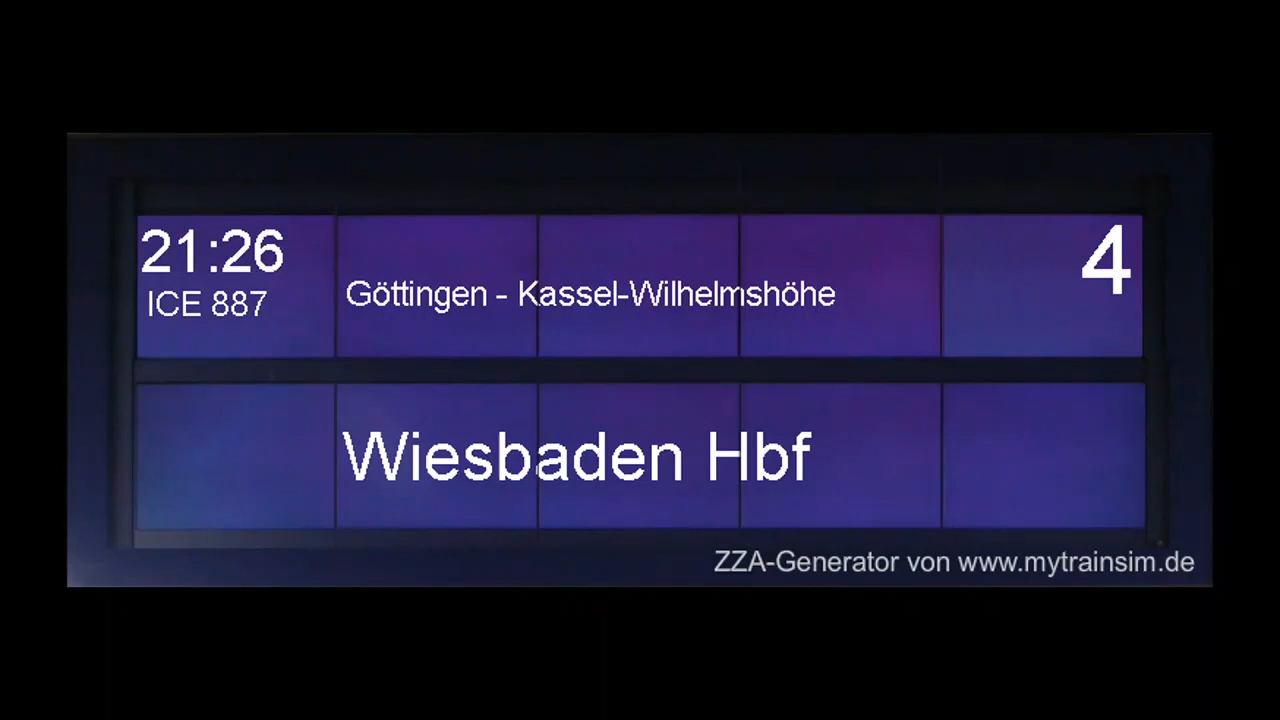 21:26
4
ICE 887
Göttingen - Kassel-Wilhelmshöhe
Wiesbaden Hbf
ZZA-Generator von www.mytrainsim.de